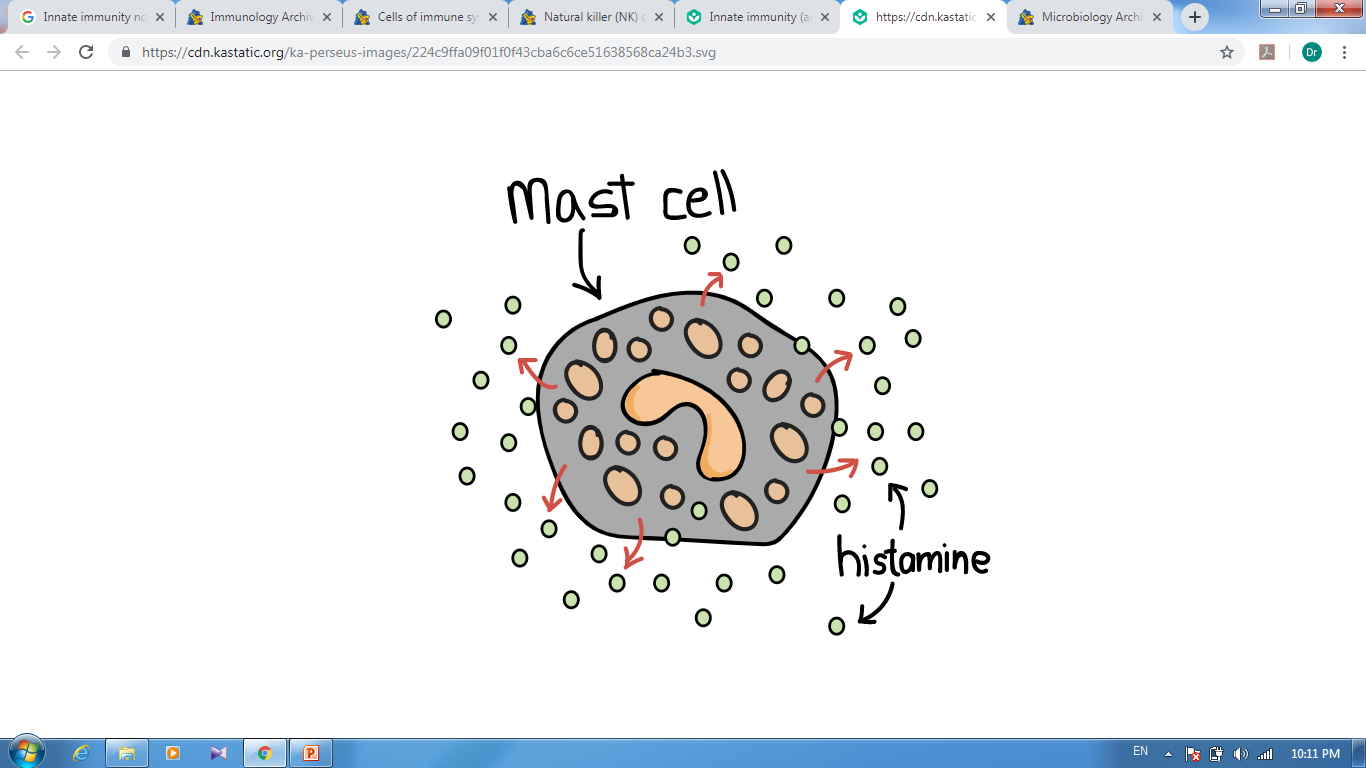 Innate immunity no
Immunology Archiv
Cells of immune sy
Natural killer (NK) c
Innate immunity (a
https://cdn.kastatic
Microbiology Archi
https://cdn.kastatic.org/ka-perseus-images/224c9ffa09f01f0f43cba6c6ce51638568ca24b3.svg
Dr
Mast cell
histamine
EN
10:11 PM